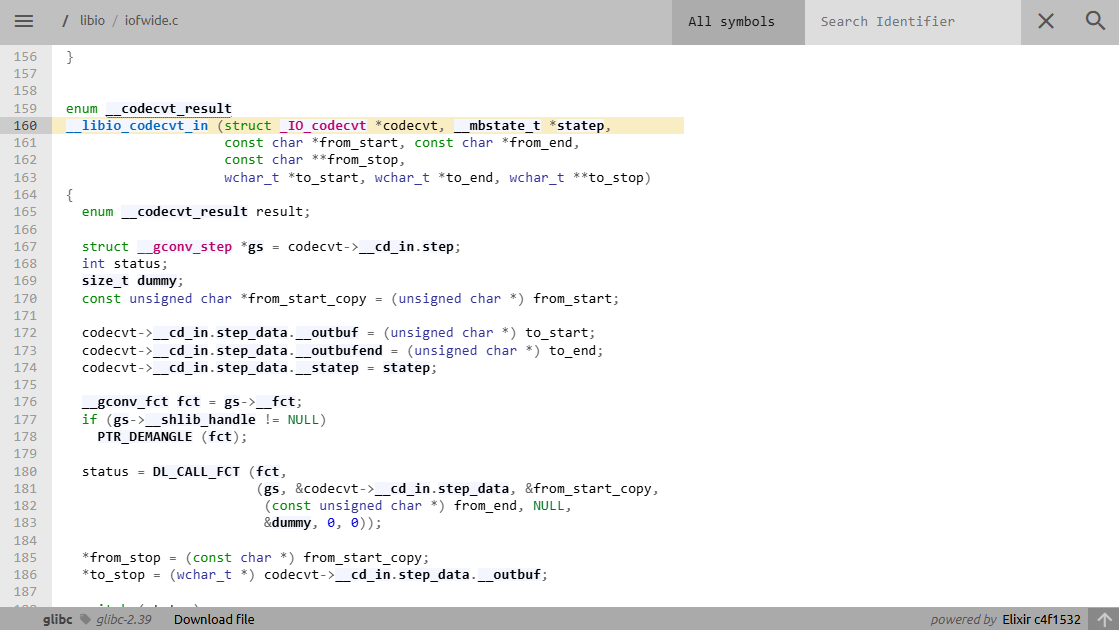 / libio / iofwide.c
All symbols
Search Identifier
156 }
157
158
159 enum __codecvt_result
160 __libio_codecvt_in (struct _IO_codecvt *codecvt, __mbstate_t *statep,
161 const char *from_start, const char *from_end,
162 const char **from_stop,
163 wchar_t *to_start, wchar_t *to_end, wchar_t **to_stop)
164 {
165 enum __codecvt_result result;
166
167 struct __gconv_step *gs = codecvt->__cd_in.step;
168 int status;
169 size_t dummy;
170 const unsigned char *from_start_copy = (unsigned char *) from_start;
171
172 codecvt->__cd_in.step_data.__outbuf = (unsigned char *) to_start;
173 codecvt->__cd_in.step_data.__outbufend = (unsigned char *) to_end;
174 codecvt->__cd_in.step_data.__statep = statep;
175
176 __gconv_fct fct = gs->__fct;
177 if (gs->__shlib_handle != NULL)
178 PTR_DEMANGLE (fct);
179
180 status = DL_CALL_FCT (fct,
181 (gs, &codecvt->__cd_in.step_data, &from_start_copy,
182 (const unsigned char *) from_end, NULL,
183 &dummy, 0, 0));
184
185 *from_stop = (const char *) from_start_copy;
186 *to_stop = (wchar_t *) codecvt->__cd_in.step_data.__outbuf;
187
glibc glibc-2.39 Download file
powered by Elixir c4f1532